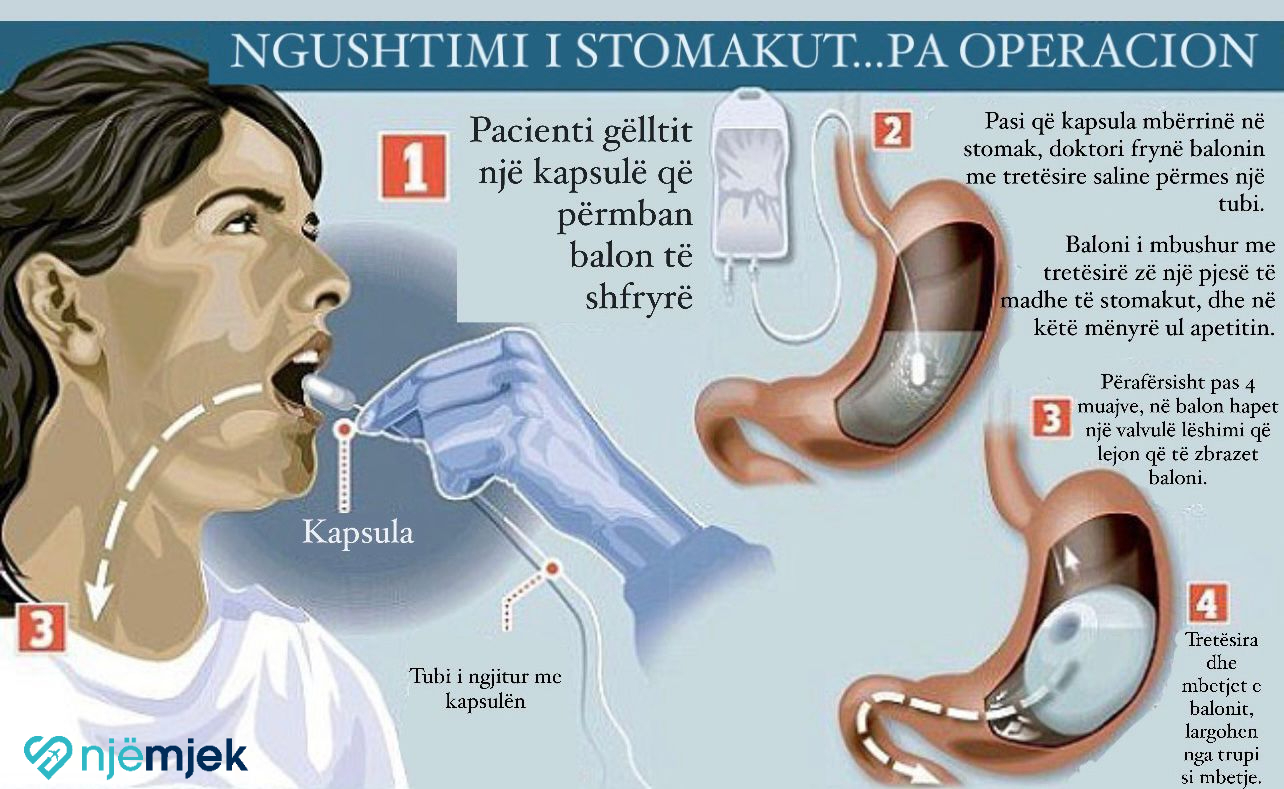 NGUSHTIMI I STOMAKUT...PA OPERACION
1
Pacienti gëlltit
një kapsulë që
përmban
balon të
shfryrë
2
Pasi që kapsula mbërrinë në
stomak, doktori frynë balonin
me tretësire saline përmes një
tubi.
Baloni i mbushur me
tretësirë zë një pjesë të
madhe të stomakut, dhe në
këtë mënyrë ul apetitin.
3
Përafërsisht pas 4
muajve, në balon hapet
një valvulë lëshimi që
lejon që të zbrazet
baloni.
4
Tretësira
dhe
mbetjet e
balonit,
largohen
nga trupi
si mbetje.
Kapsula
Tubi i ngjitur me
kapsulën
3
njëmjek